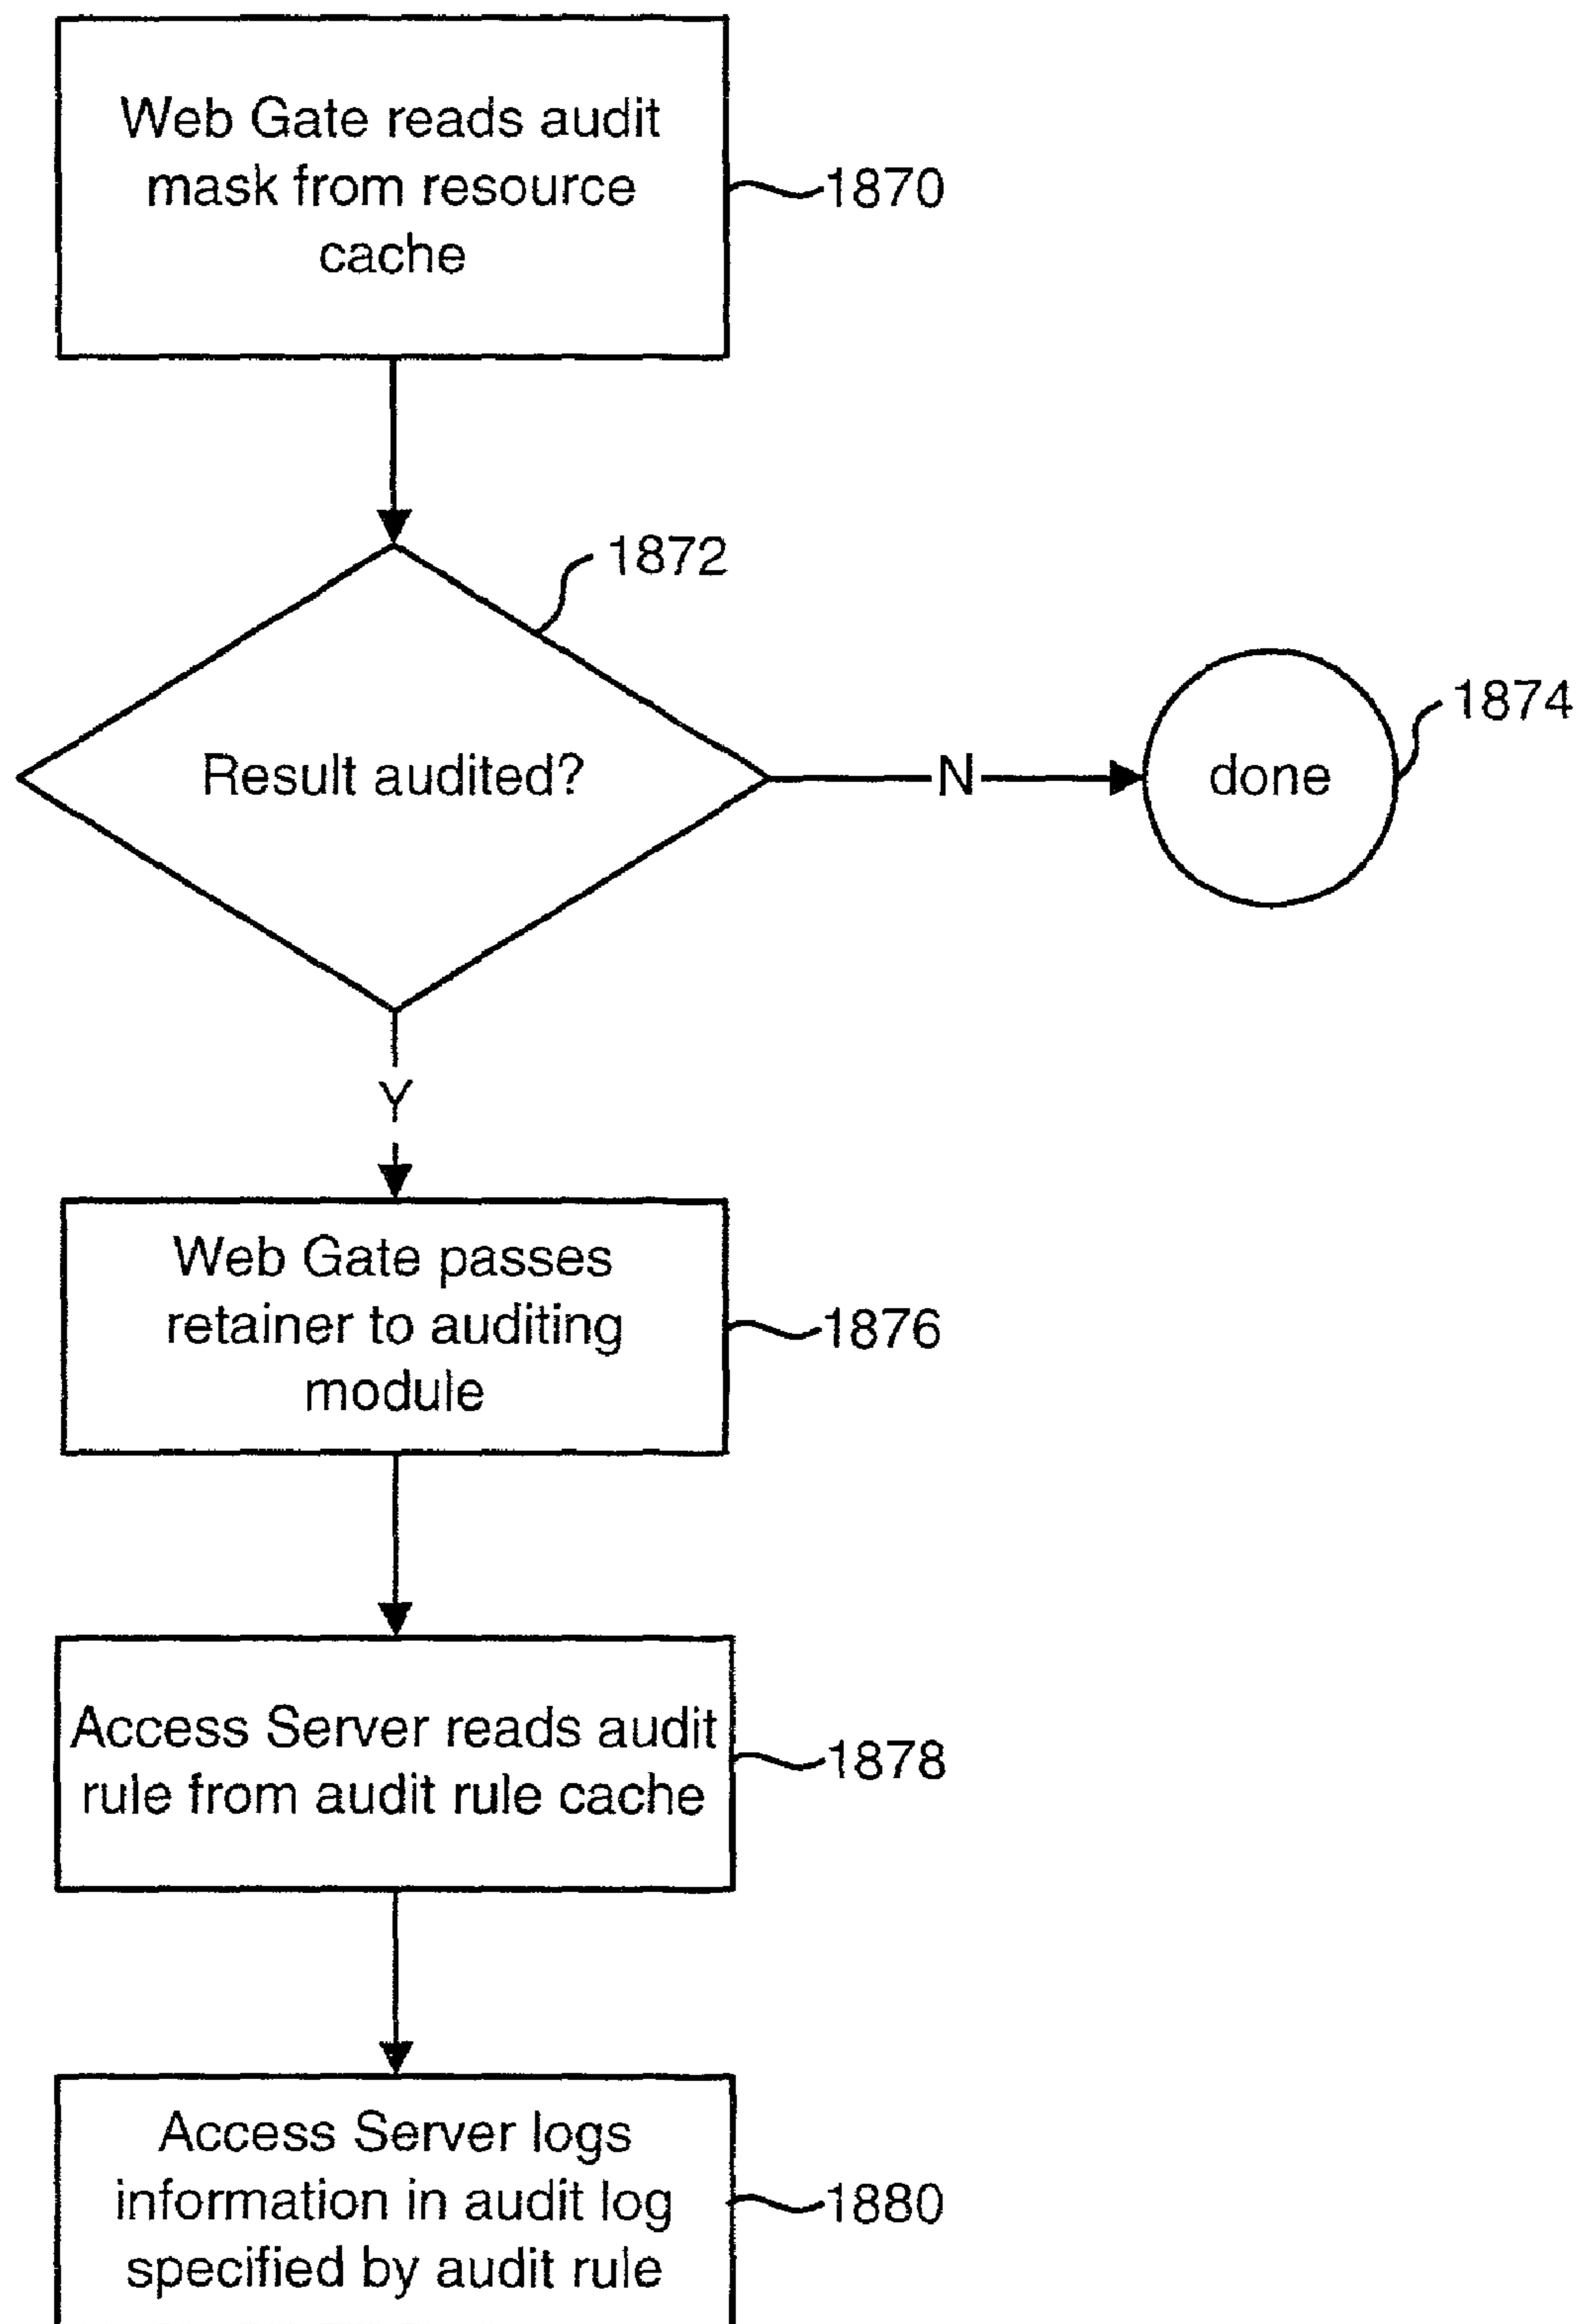 Web Gate reads audit
mask from resource
cache
1870
1872
Result audited?
N
done
1874
Y
Web Gate passes
retainer to auditing
module
1876
Access Server reads audit
rule from audit rule cache
1878
Access Server logs
information in audit log
specified by audit rule
1880